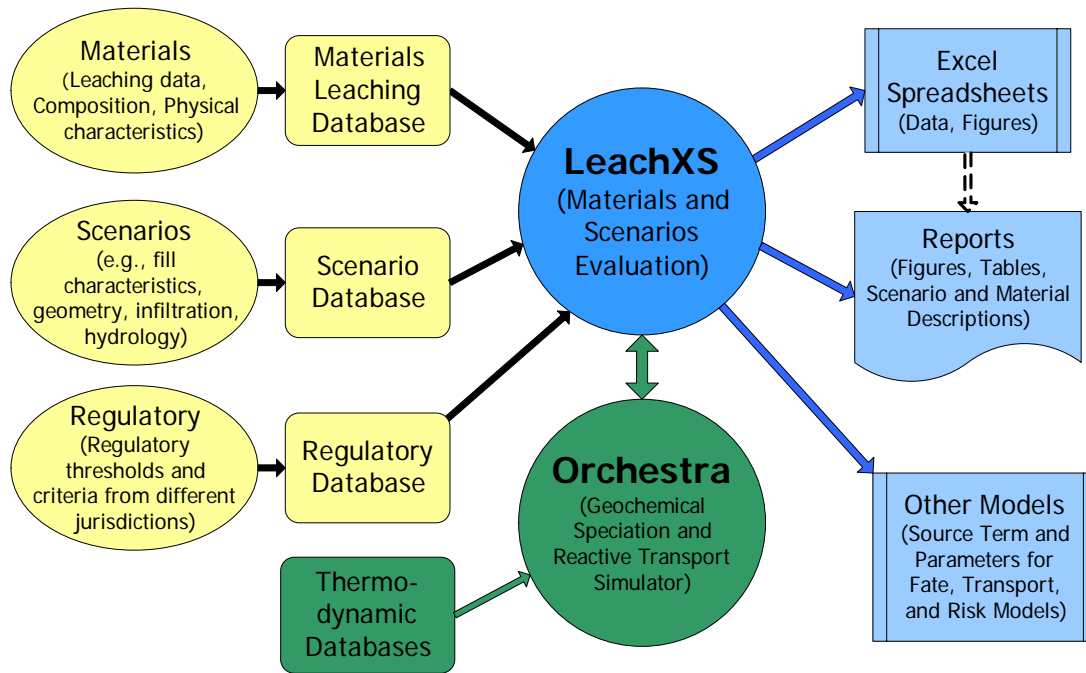 Materials
(Leaching data,
Composition, Physical
characteristics)
Materials
Leaching
Database
Scenarios
(e.g., fill
characteristics,
geometry, infiltration,
hydrology)
Scenario
Database
Regulatory
(Regulatory
thresholds and
criteria from different
jurisdictions)
Regulatory
Database
Thermo-
dynamic
Databases
LeachXS
(Materials and
Scenarios
Evaluation)
Orchestra
(Geochemical
Speciation and
Reactive Transport
Simulator)
Excel
Spreadsheets
(Data, Figures)
Reports
(Figures, Tables,
Scenario and Material
Descriptions)
Other Models
(Source Term and
Parameters for
Fate, Transport,
and Risk Models)